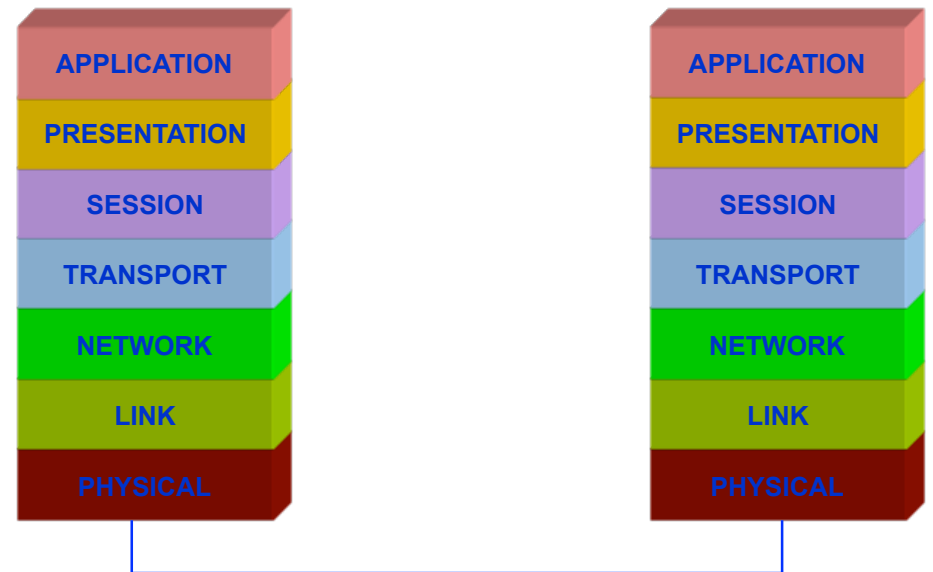 APPLICATION
PRESENTATION
SESSION
TRANSPORT
NETWORK
LINK
PHYSICAL
APPLICATION
PRESENTATION
SESSION
TRANSPORT
NETWORK
LINK
PHYSICAL